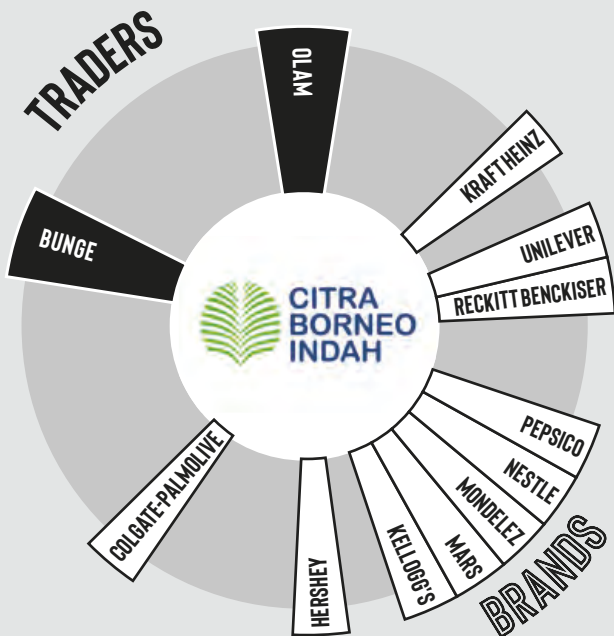 TRADERS
OLAM
BUNGE
KRAFT HEINZ
UNILEVER
RECKITT BENCKISER
CITRA
BORNEO
INDAH
PEPSICO
NESTLE
MONDELEZ
MARS
KELLOGG'S
HERSHEY
COLGATE-PALMOLIVE
BRANDS